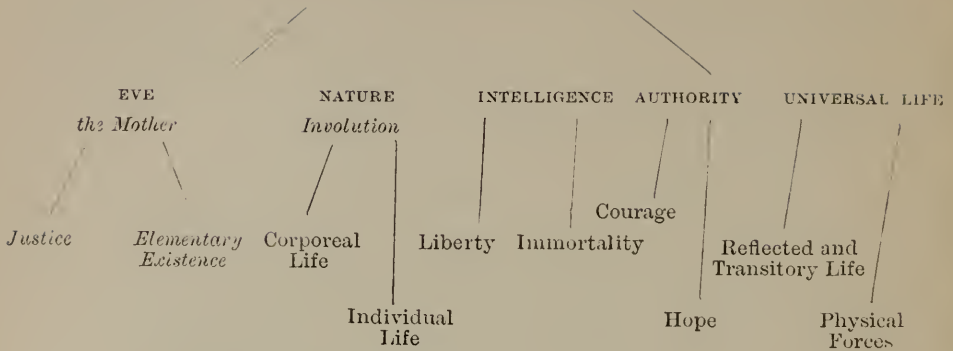 EVE NATURE INTELLIGENCE AUTHORITY UNIVERSAL LIFE
the Mother Involution
Courage
Justice Elementary Corporeal Liberty Immortality Reflected and
Existence Life Transitory Life
Individual Hope Physical
Life Forces